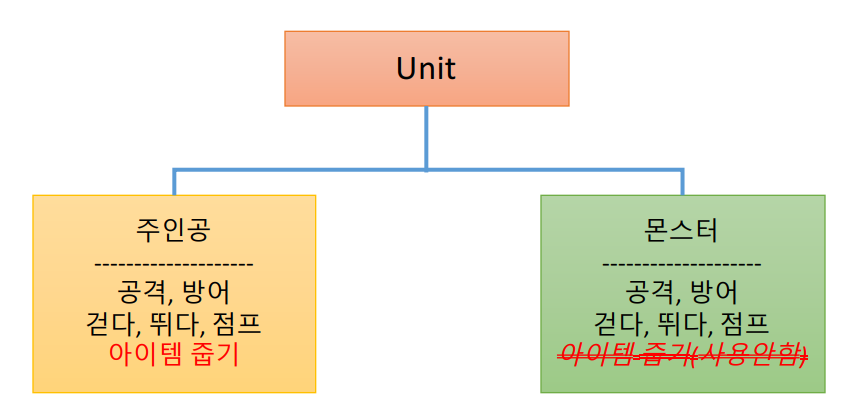 Unit
주인공
--------------------
공격, 방어
걷다, 뛰다, 점프
아이템 줍기
몬스터
--------------------
공격, 방어
걷다, 뛰다, 점프
아이템 줍기(사용안함)